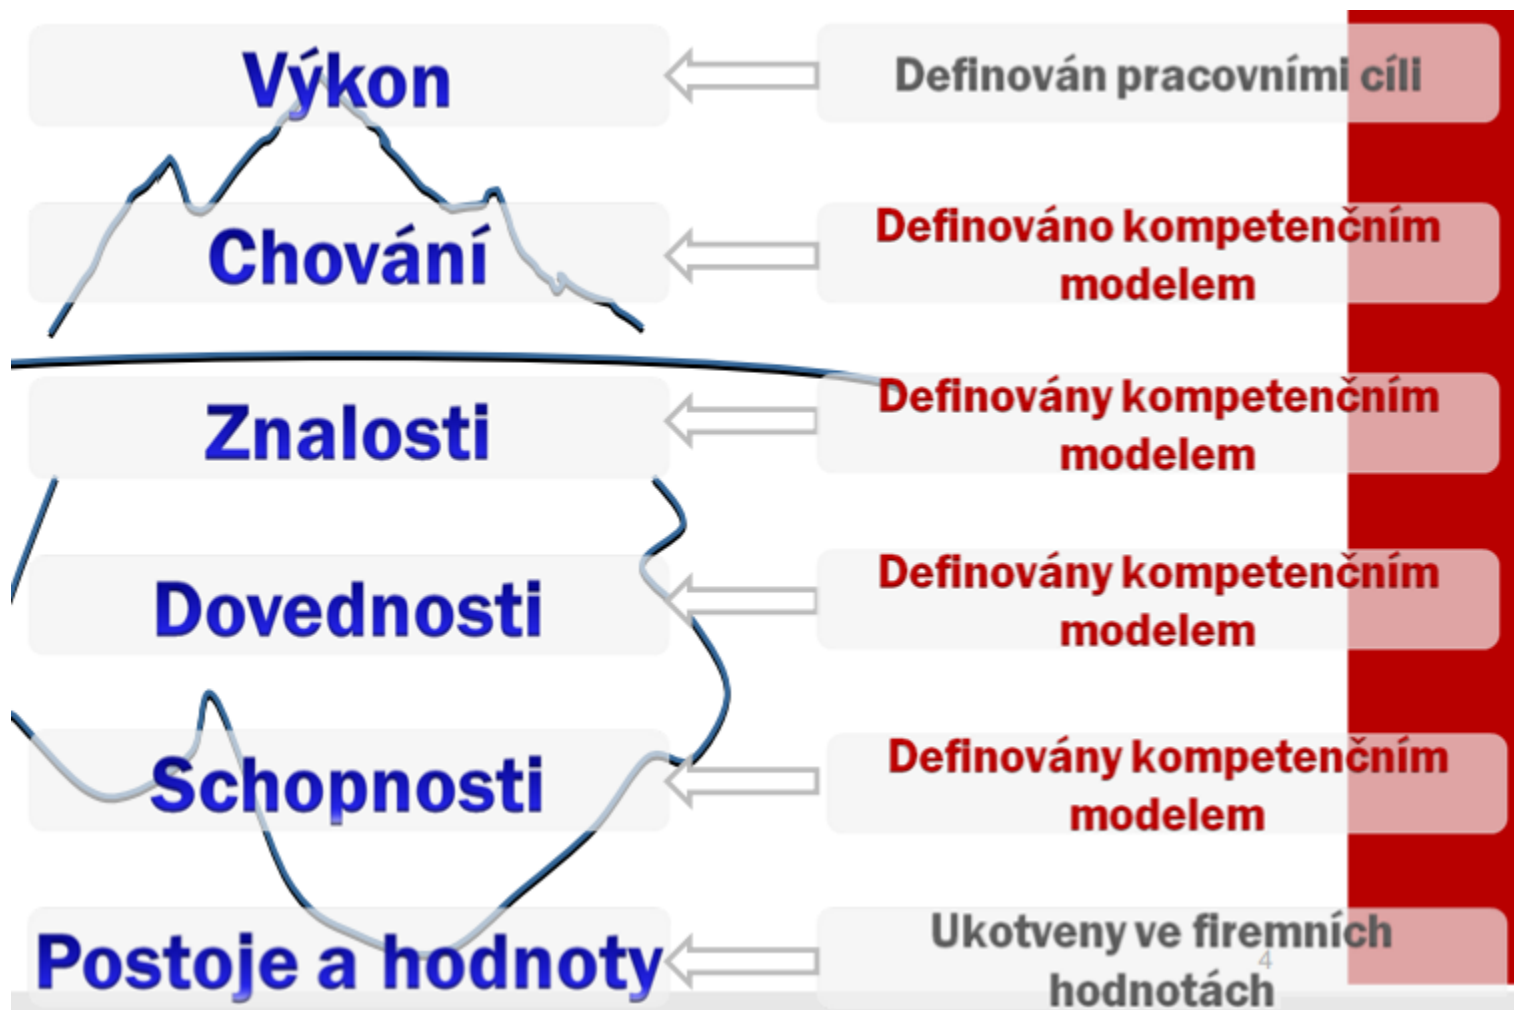 Výkon
Definován pracovními cíli
Chování
Definováno kompetenčním
modelem
Znalosti
Definovány kompetenčním
modelem
Dovednosti
Definovány kompetenčním
modelem
Schopnosti
Definovány kompetenčním
modelem
Postoje a hodnoty
Ukotveny ve firemních
hodnotách
4